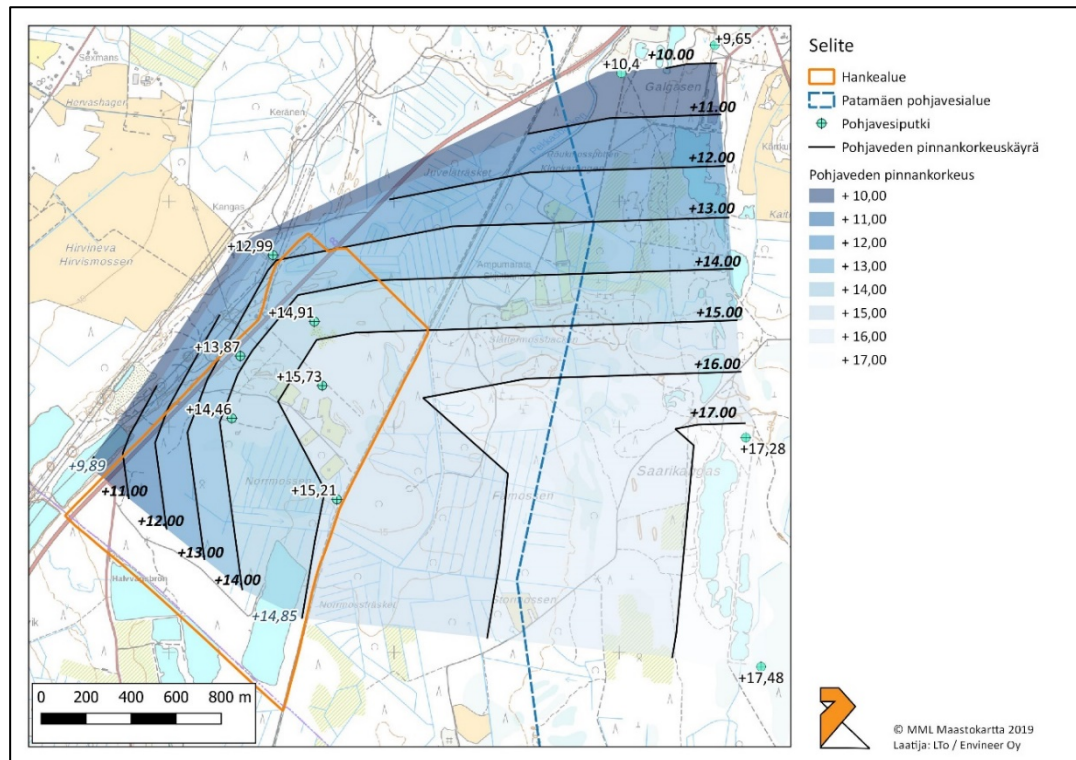 +9,65
+10.00
+10,4
Galgåsen
Sexmans
Hervashagen
Keränen
+11.00
+12.00
Kangas
+13.00
Hirvineva
Hirvismossen
+12,99
Ampumarata
+14.00
+14,91
+15.00
+13,87
+15,73
+16.00
+14,46
+17.00
+17,28
+9,89
Norrmossen
Saarikangas
+15,21
+11.00
+12.00
+13.00
+14.00
+14,85
Stormossen
+17,48
0 200 400 600 800 m
Selite
Hankealue
Patamäen pohjavesialue
Pohjavesiputki
Pohjaveden pinnankorkeuskäyrä
Pohjaveden pinnankorkeus
+ 10,00
+ 11,00
+ 12,00
+ 13,00
+ 14,00
+ 15,00
+ 16,00
+ 17,00
© MML Maastokartta 2019
Laatija: LTo / Envineer Oy